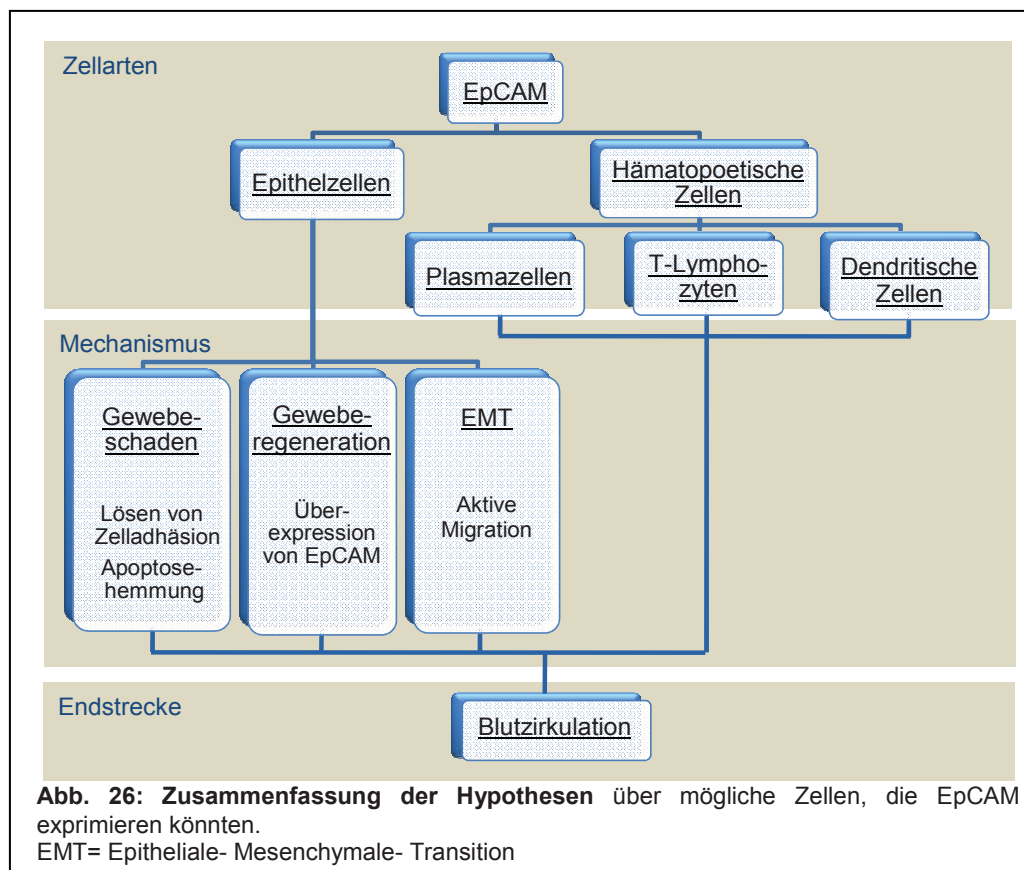 Zellarten
EpCAM
Epithelzellen
Hämatopoetische
Zellen
Plasmazellen
T-Lympho-
zyten
Dendritische
Zellen
Mechanismus
Gewebe-
schaden
Lösen von
Zelladhäsion
Apoptose-
hemmung
Gewebe-
regeneration
Über-
expression
von EpCAM
EMT
Aktive
Migration
Endstrecke
Blutzirkulation
Abb. 26: Zusammenfassung der Hypothesen über mögliche Zellen, die EpCAM
exprimieren könnten.
EMT= Epitheliale- Mesenchymale- Transition